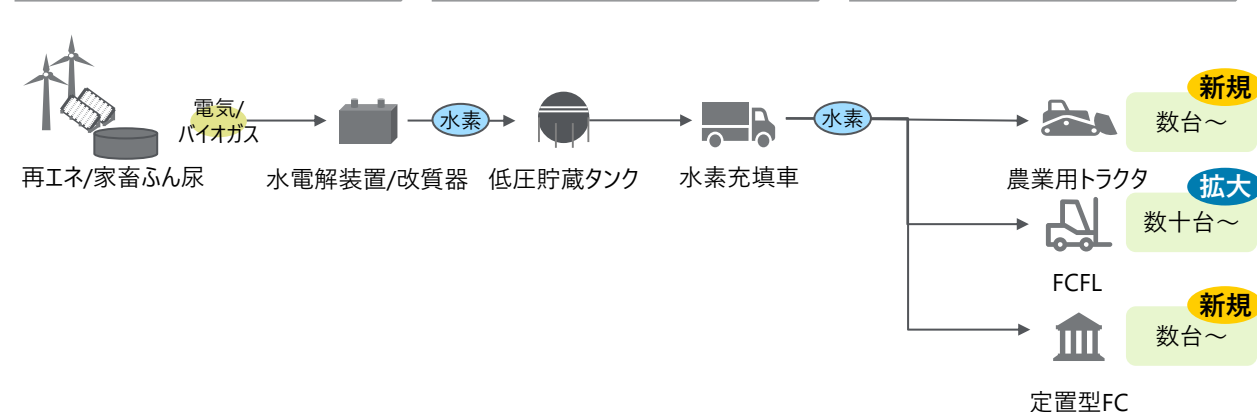 電気/
バイオガス
再エネ/家畜ふん尿
水電解装置/改質器
水素
低圧貯蔵タンク
水素充填車
水素
農業用トラクタ
新規
数台～
FCFL
拡大
数十台～
定置型FC
新規
数台～